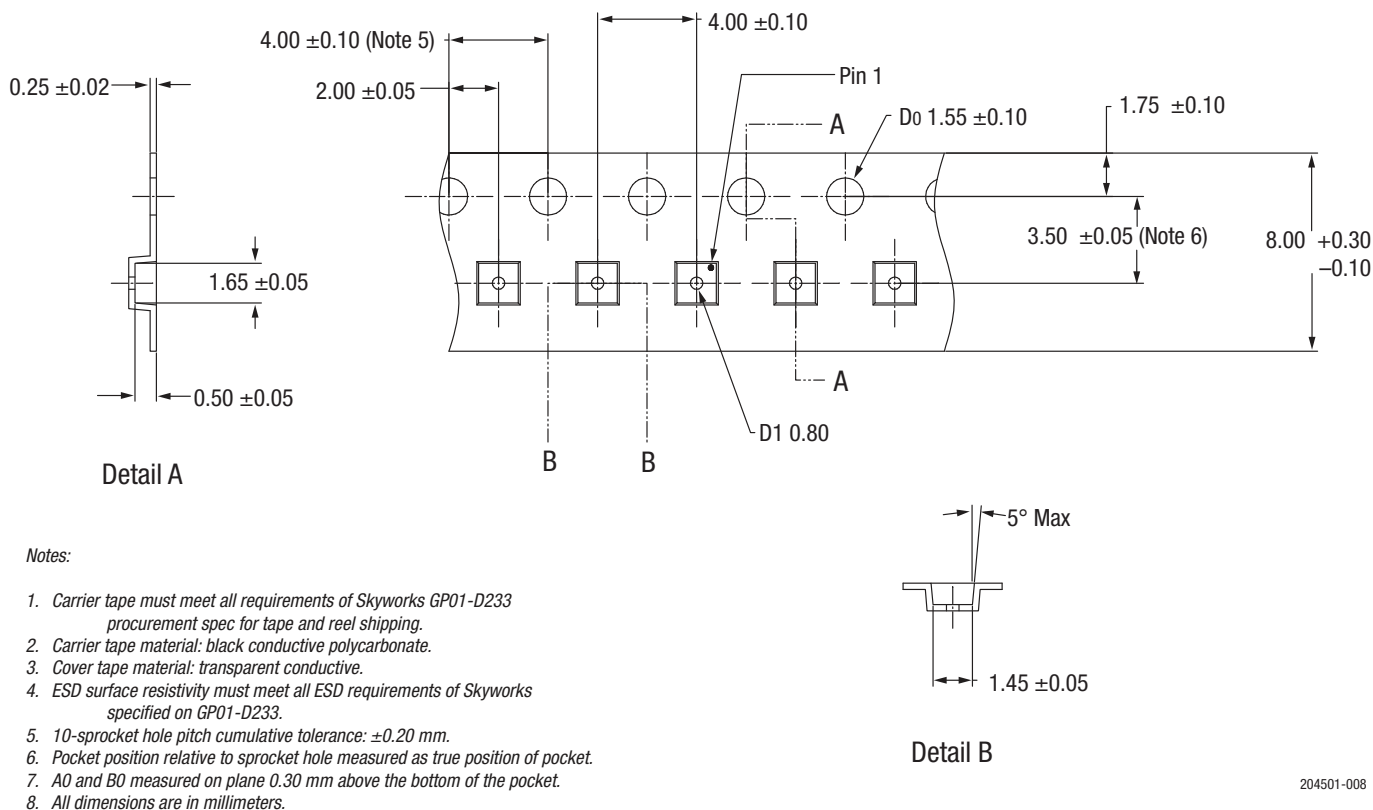 4.00 ±0.10
4.00 ±0.10 (Note 5)
0.25 ±0.02
2.00 ±0.05
Pin 1
A
D0 1.55 ±0.10
1.75 ±0.10
3.50 ±0.05 (Note 6)
8.00 +0.30
–0.10
1.65 ±0.05
0.50 ±0.05
A
D1 0.80
B B
Detail A
5° Max
1.45 ±0.05
Detail B
Notes:
1. Carrier tape must meet all requirements of Skyworks GP01-D233
procurement spec for tape and reel shipping.
2. Carrier tape material: black conductive polycarbonate.
3. Cover tape material: transparent conductive.
4. ESD surface resistivity must meet all ESD requirements of Skyworks
specified on GP01-D233.
5. 10-sprocket hole pitch cumulative tolerance: ±0.20 mm.
6. Pocket position relative to sprocket hole measured as true position of pocket.
7. A0 and B0 measured on plane 0.30 mm above the bottom of the pocket.
8. All dimensions are in millimeters.
204501-008